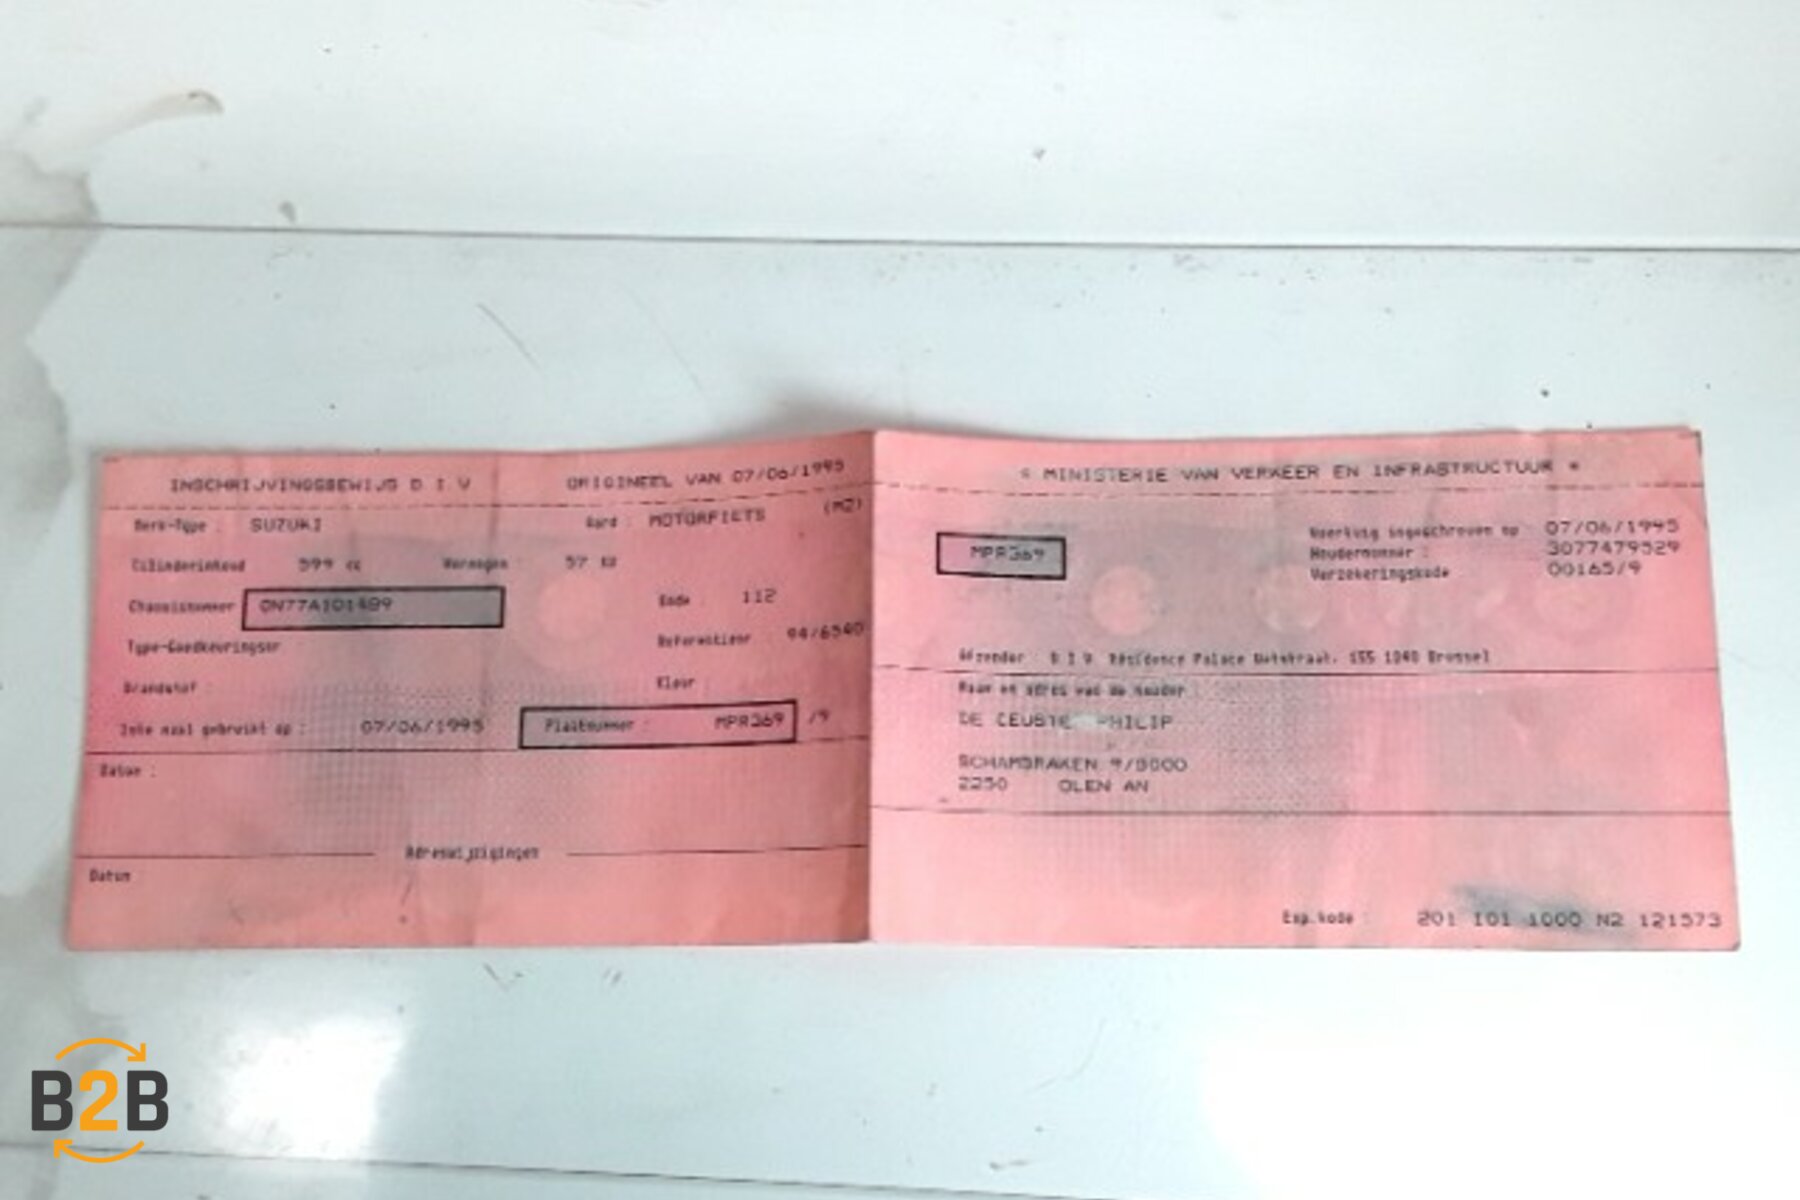 INSCHRIJVINGSBEWIJS D I V ORIGINEEL VAN 07/06/1995
Merk-Type : SUZUKI Aard : MOTORFIETS (M2)
Cilinderinhoud 599 cc Vermogen 57 KW
Chassisnummer
Code 112
Type-Goedkeuringsnr Referentienr 94/6540
Brandstof : Kleur
1ste maal gebruikt op : 07/06/1995 Plaatnummer : MPR369 /9
Datum :
Adreswijzigingen
Datum
* MINISTERIE VAN VERKEER EN INFRASTRUCTUUR *
MPR369
Voertuig ingeschreven op 07/06/1995
Houdernummer : 3077479529
Verzekeringskode 00165/9
Afzender : D I V Résidence Palace Wetstraat, 155 1040 Brussel
Naam en adres van de houder :
DE CEUSTE PHILIP
SCHAMBRAKEN 9/0000
2250 OLEN AN
Exp.kode : 201 101 1000 N2 121573
B2B